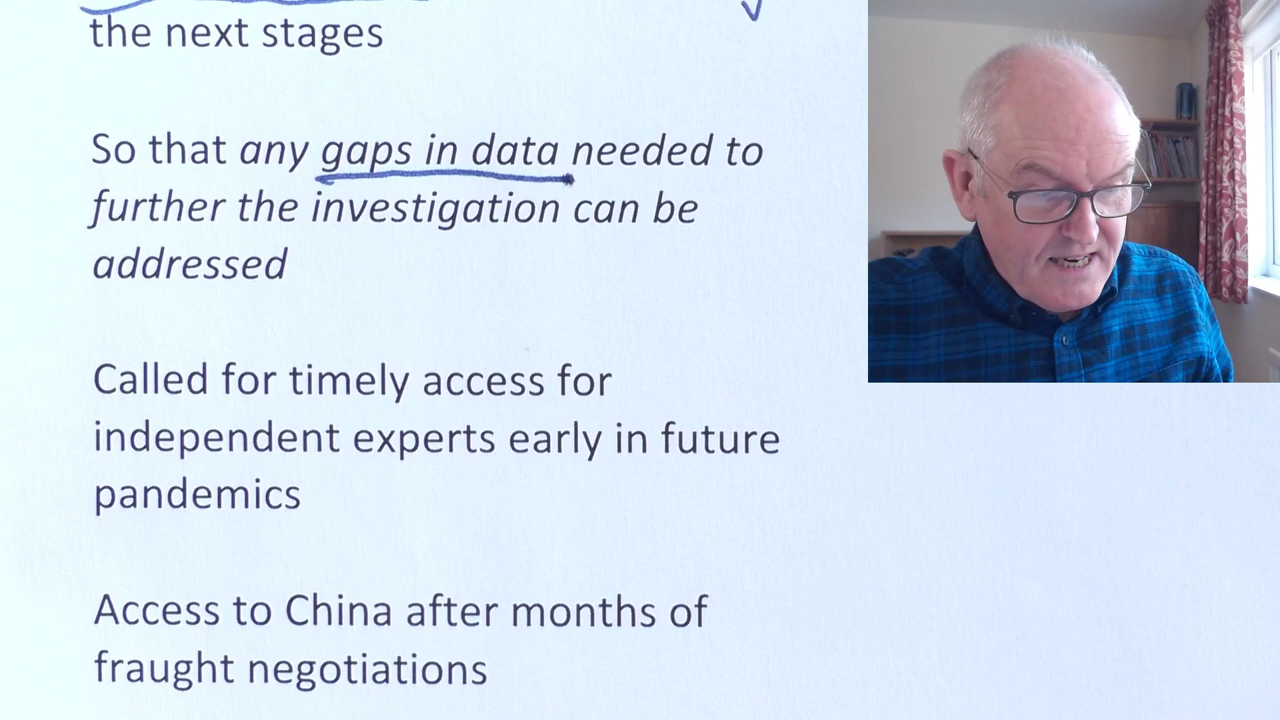 the next stages
So that any gaps in data needed to
further the investigation can be
addressed
Called for timely access for
independent experts early in future
pandemics
Access to China after months of
fraught negotiations